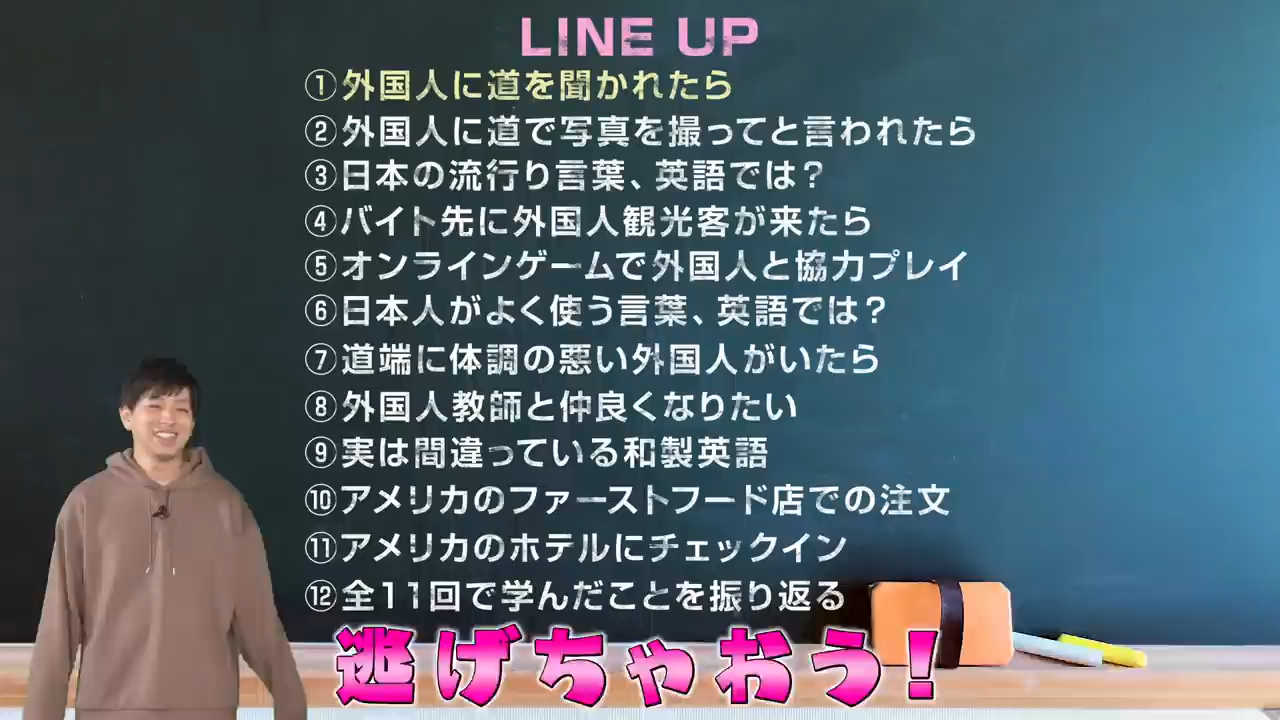 LINE UP
①外国人に道を聞かれたら
②外国人に道で写真を撮ってと言われたら
③日本の流行り言葉、英語では？
④バイト先に外国人観光客が来たら
⑤オンラインゲームで外国人と協力プレイ
⑥日本人がよく使う言葉、英語では？
⑦道端に体調の悪い外国人がいたら
⑧外国人教師と仲良くなりたい
⑨実は間違っている和製英語
⑩アメリカのファーストフード店での注文
⑪アメリカのホテルにチェックイン
⑫全11回で学んだことを振り返る
逃げちゃおう！